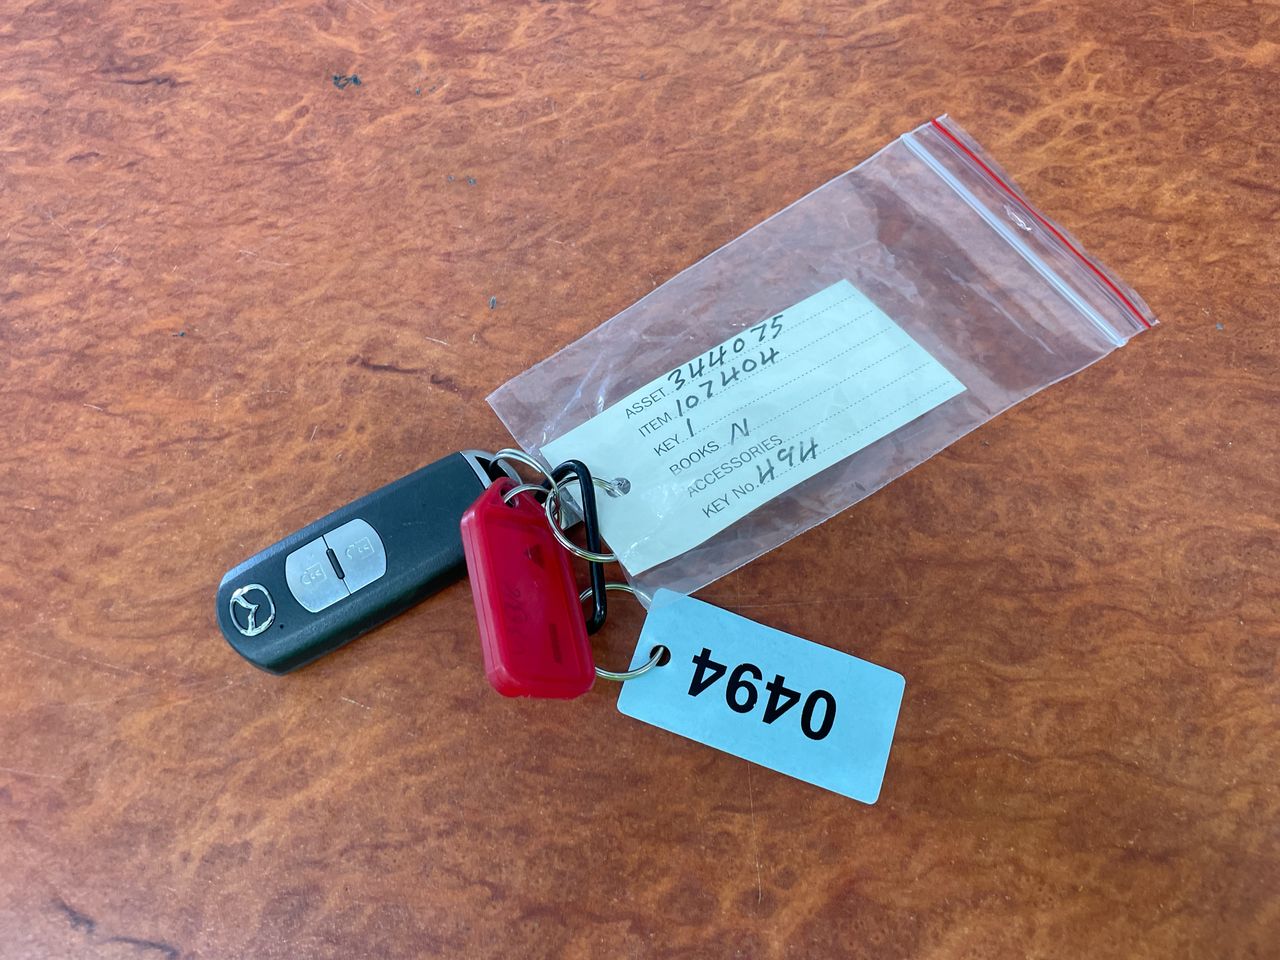 ASSET 344075
ITEM 107404
KEY 1
BOOKS N
ACCESSORIES
KEY No. 494
0494